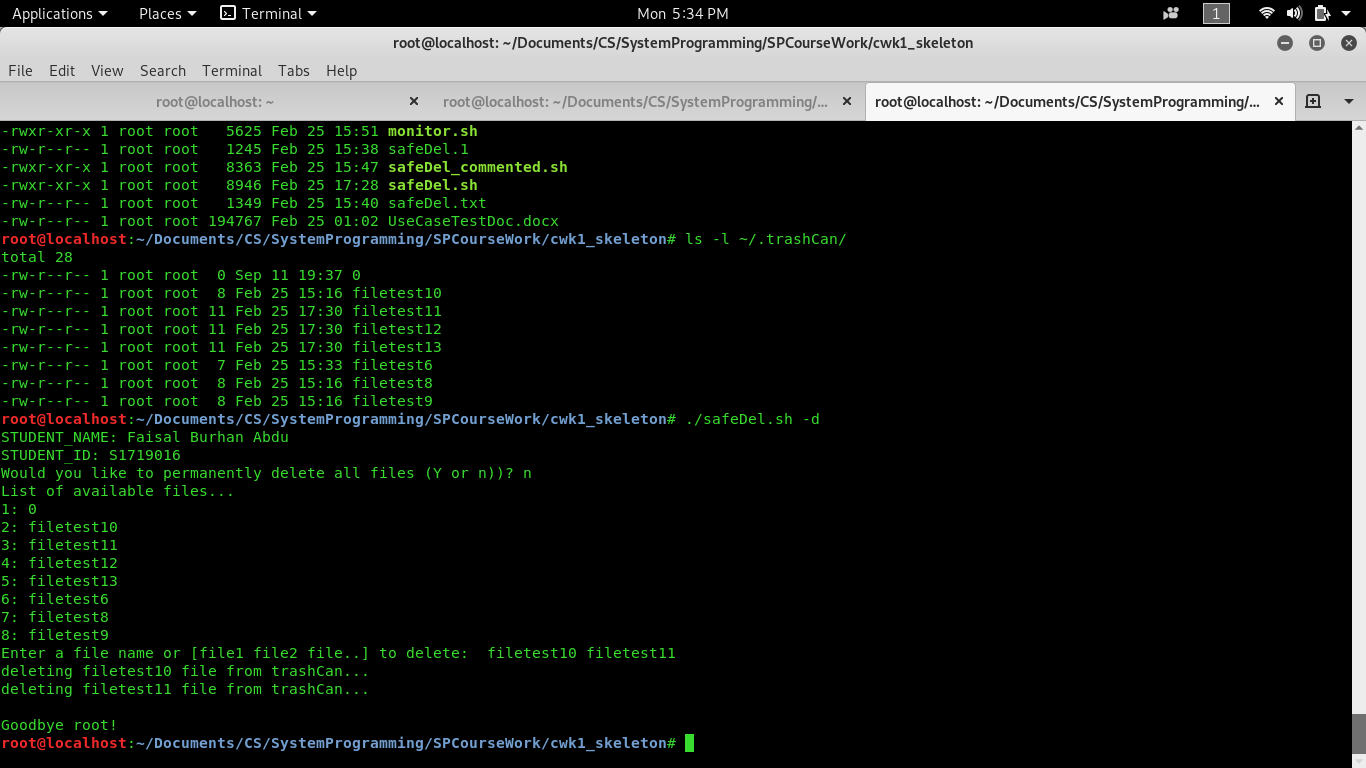 Applications Places Terminal Mon 5:34 PM 1
root@localhost: ~/Documents/CS/SystemProgramming/SPCourseWork/cwk1_skeleton
File Edit View Search Terminal Tabs Help
root@localhost: ~ root@localhost: ~/Documents/CS/SystemProgramming/... root@localhost: ~/Documents/CS/SystemProgramming/...
-rwxr-xr-x 1 root root   5625 Feb 25 15:51 monitor.sh
-rw-r--r-- 1 root root   1245 Feb 25 15:38 safeDel.1
-rwxr-xr-x 1 root root   8363 Feb 25 15:47 safeDel_commented.sh
-rwxr-xr-x 1 root root   8946 Feb 25 17:28 safeDel.sh
-rw-r--r-- 1 root root   1349 Feb 25 15:40 safeDel.txt
-rw-r--r-- 1 root root 194767 Feb 25 01:02 UseCaseTestDoc.docx
root@localhost:~/Documents/CS/SystemProgramming/SPCourseWork/cwk1_skeleton# ls -l ~/.trashCan/
total 28
-rw-r--r-- 1 root root  0 Sep 11 19:37 0
-rw-r--r-- 1 root root  8 Feb 25 15:16 filetest10
-rw-r--r-- 1 root root 11 Feb 25 17:30 filetest11
-rw-r--r-- 1 root root 11 Feb 25 17:30 filetest12
-rw-r--r-- 1 root root 11 Feb 25 17:30 filetest13
-rw-r--r-- 1 root root  7 Feb 25 15:33 filetest6
-rw-r--r-- 1 root root  8 Feb 25 15:16 filetest8
-rw-r--r-- 1 root root  8 Feb 25 15:16 filetest9
root@localhost:~/Documents/CS/SystemProgramming/SPCourseWork/cwk1_skeleton# ./safeDel.sh -d
STUDENT_NAME: Faisal Burhan Abdu
STUDENT_ID: S1719016
Would you like to permanently delete all files (Y or n))? n
List of available files...
1: 0
2: filetest10
3: filetest11
4: filetest12
5: filetest13
6: filetest6
7: filetest8
8: filetest9
Enter a file name or [file1 file2 file..] to delete:  filetest10 filetest11
deleting filetest10 file from trashCan...
deleting filetest11 file from trashCan...
Goodbye root!
root@localhost:~/Documents/CS/SystemProgramming/SPCourseWork/cwk1_skeleton#